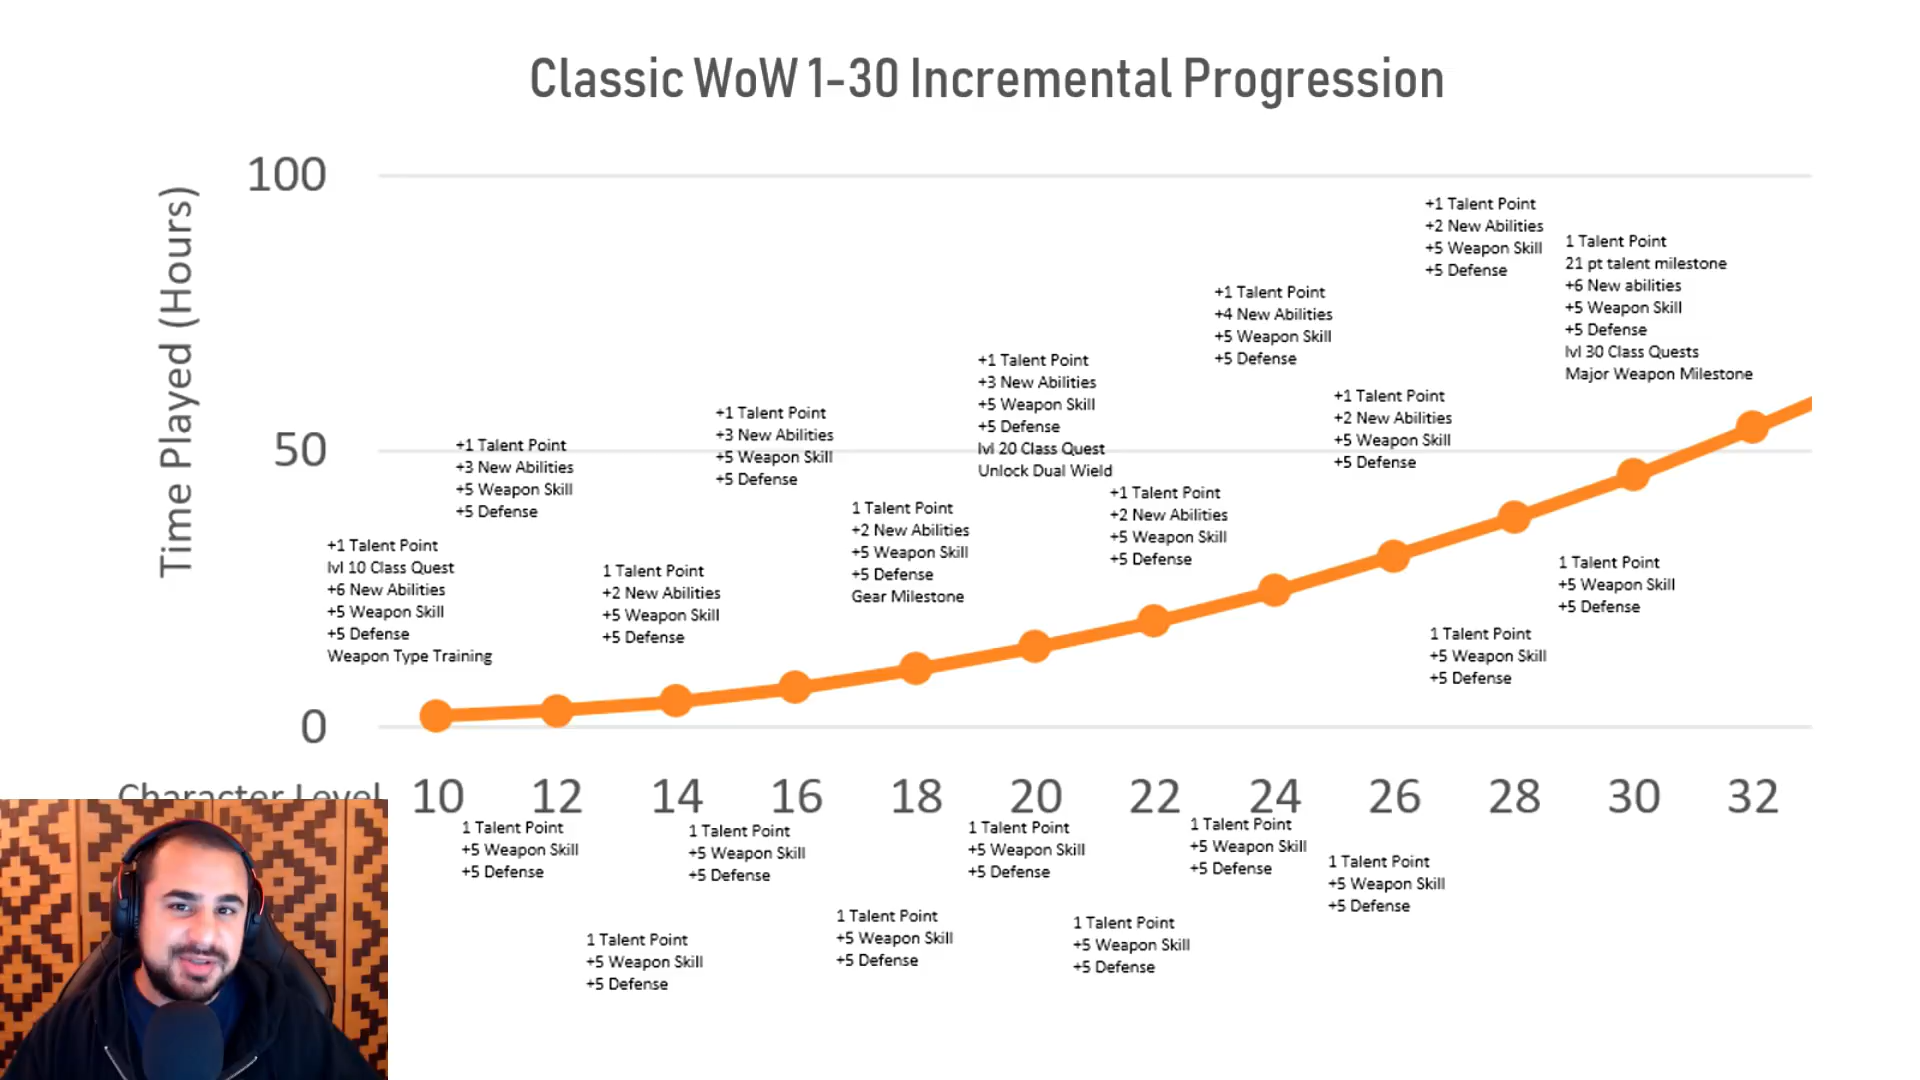 Classic WoW 1-30 Incremental Progression
Time Played (Hours)
100
50
0
+1 Talent Point
lvl 10 Class Quest
+6 New Abilities
+5 Weapon Skill
+5 Defense
Weapon Type Training
+1 Talent Point
+3 New Abilities
+5 Weapon Skill
+5 Defense
1 Talent Point
+2 New Abilities
+5 Weapon Skill
+5 Defense
+1 Talent Point
+3 New Abilities
+5 Weapon Skill
+5 Defense
1 Talent Point
+2 New Abilities
+5 Weapon Skill
+5 Defense
Gear Milestone
+1 Talent Point
+3 New Abilities
+5 Weapon Skill
+5 Defense
lvl 20 Class Quest
Unlock Dual Wield
+1 Talent Point
+2 New Abilities
+5 Weapon Skill
+5 Defense
+1 Talent Point
+4 New Abilities
+5 Weapon Skill
+5 Defense
+1 Talent Point
+2 New Abilities
+5 Weapon Skill
+5 Defense
+1 Talent Point
+2 New Abilities
+5 Weapon Skill
+5 Defense
1 Talent Point
21 pt talent milestone
+6 New abilities
+5 Weapon Skill
+5 Defense
lvl 30 Class Quests
Major Weapon Milestone
1 Talent Point
+5 Weapon Skill
+5 Defense
1 Talent Point
+5 Weapon Skill
+5 Defense
Character Level 10 12 14 16 18 20 22 24 26 28 30 32
1 Talent Point
+5 Weapon Skill
+5 Defense
1 Talent Point
+5 Weapon Skill
+5 Defense
1 Talent Point
+5 Weapon Skill
+5 Defense
1 Talent Point
+5 Weapon Skill
+5 Defense
1 Talent Point
+5 Weapon Skill
+5 Defense
1 Talent Point
+5 Weapon Skill
+5 Defense
1 Talent Point
+5 Weapon Skill
+5 Defense
1 Talent Point
+5 Weapon Skill
+5 Defense